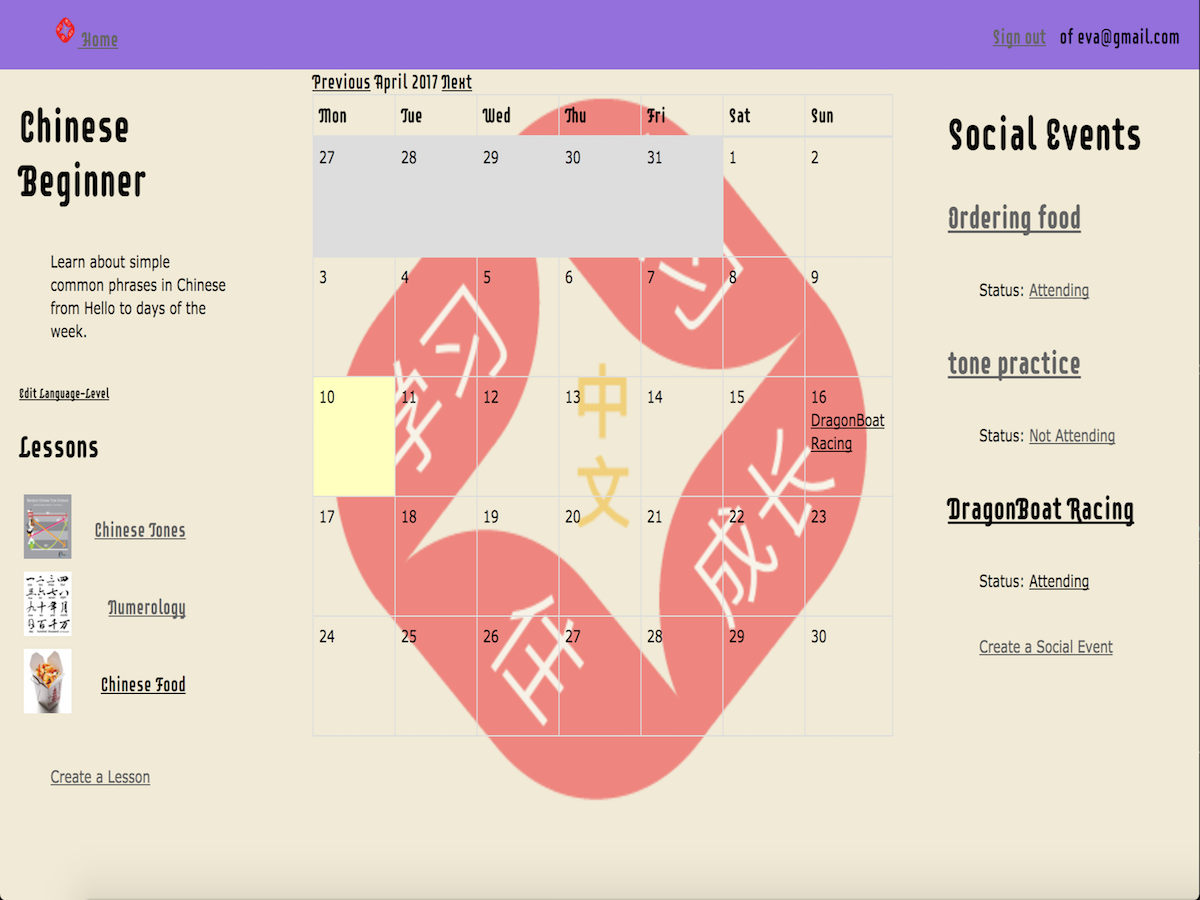 Home
Sign out of eva@gmail.com
Chinese
Beginner
Learn about simple
common phrases in Chinese
from Hello to days of the
week.
Edit Language-Level
Lessons
Chinese Tones
Numerology
Chinese Food
Create a Lesson
Previous April 2017 Next
Mon Tue Wed Thu Fri Sat Sun
27 28 29 30 31 1 2
3 4 5 6 7 8 9
10 11 12 13 14 15 16
DragonBoat
Racing
17 18 19 20 21 22 23
24 25 26 27 28 29 30
学习
中文
成长
Social Events
Ordering food
Status: Attending
tone practice
Status: Not Attending
DragonBoat Racing
Status: Attending
Create a Social Event